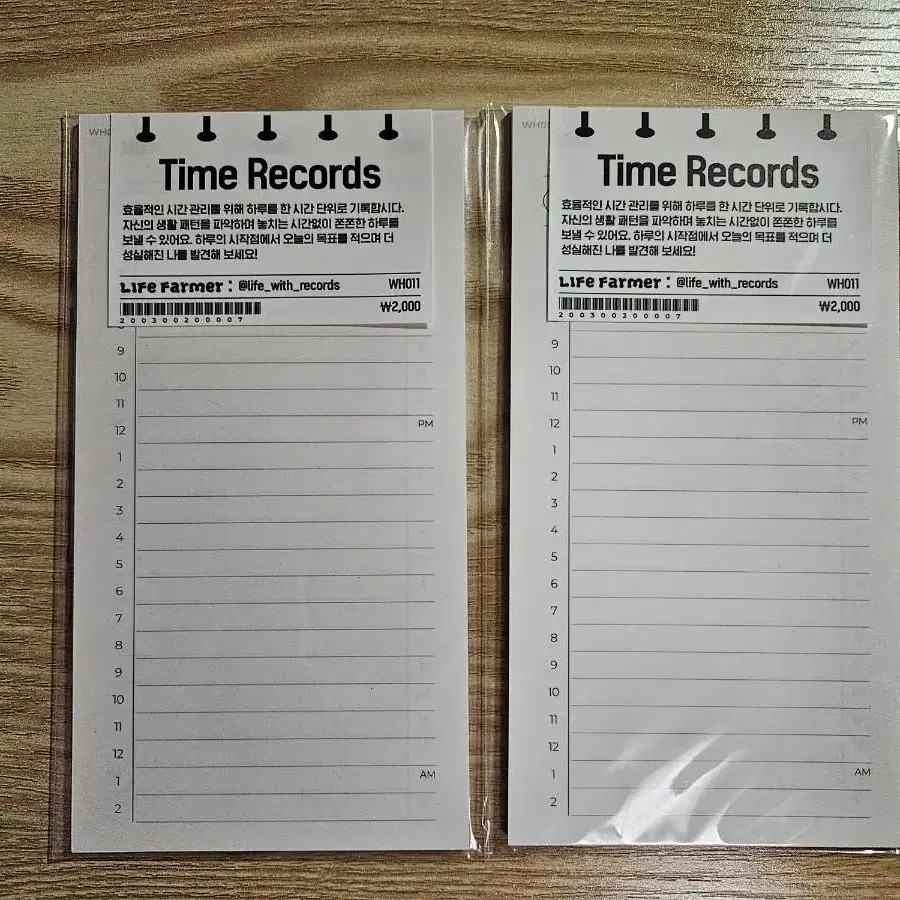 Time Records
효율적인 시간 관리를 위해 하루를 한 시간 단위로 기록합시다.
자신의 생활 패턴을 파악하며 놓치는 시간없이 쫀쫀한 하루를
보낼 수 있어요. 하루의 시작점에서 오늘의 목표를 적으며 더
성실해진 나를 발견해 보세요!
LIFE FARMER : @life_with_records WH011
₩2,000
200300200007
9
10
11
12 PM
1
2
3
4
5
6
7
8
9
10
11
12
1 AM
2
WH01
Time Records
효율적인 시간 관리를 위해 하루를 한 시간 단위로 기록합시다.
자신의 생활 패턴을 파악하며 놓치는 시간없이 쫀쫀한 하루를
보낼 수 있어요. 하루의 시작점에서 오늘의 목표를 적으며 더
성실해진 나를 발견해 보세요!
LIFE FARMER : @life_with_records WH011
₩2,000
200300200007
9
10
11
12 PM
1
2
3
4
5
6
7
8
9
10
11
12
1 AM
2